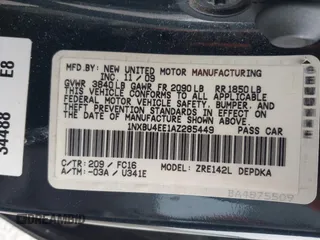 MFD. BY: NEW UNITED MOTOR MANUFACTURING
INC. 11/09
GVWR 3840LB GAWR FR 2090LB RR1850LB
THIS VEHICLE CONFORMS TO ALL APPLICABLE
FEDERAL MOTOR VEHICLE SAFETY, BUMPER, AND
THEFT PREVENTION STANDARDS IN EFFECT ON
THE DATE OF MANUFACTURE SHOWN ABOVE.
1NXBU4EE1AZ285449 PASS CAR
C/TR: 209/ FC16 MODEL: ZRE142L DEPDKA
A/TM: -03A / U341E
34488 E8